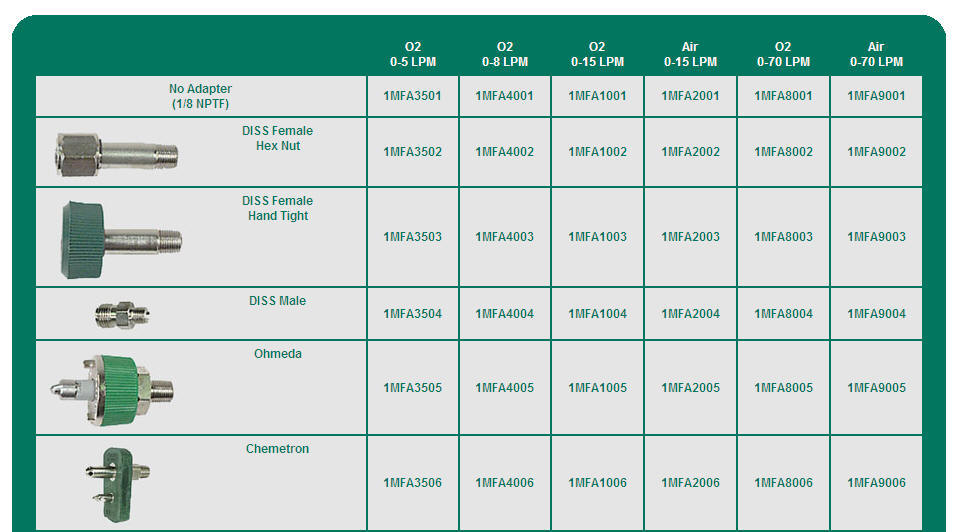 O2 O2 O2 Air O2 Air
0-5 LPM 0-8 LPM 0-15 LPM 0-15 LPM 0-70 LPM 0-70 LPM
No Adapter
(1/8 NPTF)
1MFA3501 1MFA4001 1MFA1001 1MFA2001 1MFA8001 1MFA9001
DISS Female
Hex Nut
1MFA3502 1MFA4002 1MFA1002 1MFA2002 1MFA8002 1MFA9002
DISS Female
Hand Tight
1MFA3503 1MFA4003 1MFA1003 1MFA2003 1MFA8003 1MFA9003
DISS Male
1MFA3504 1MFA4004 1MFA1004 1MFA2004 1MFA8004 1MFA9004
Ohmeda
1MFA3505 1MFA4005 1MFA1005 1MFA2005 1MFA8005 1MFA9005
Chemetron
1MFA3506 1MFA4006 1MFA1006 1MFA2006 1MFA8006 1MFA9006